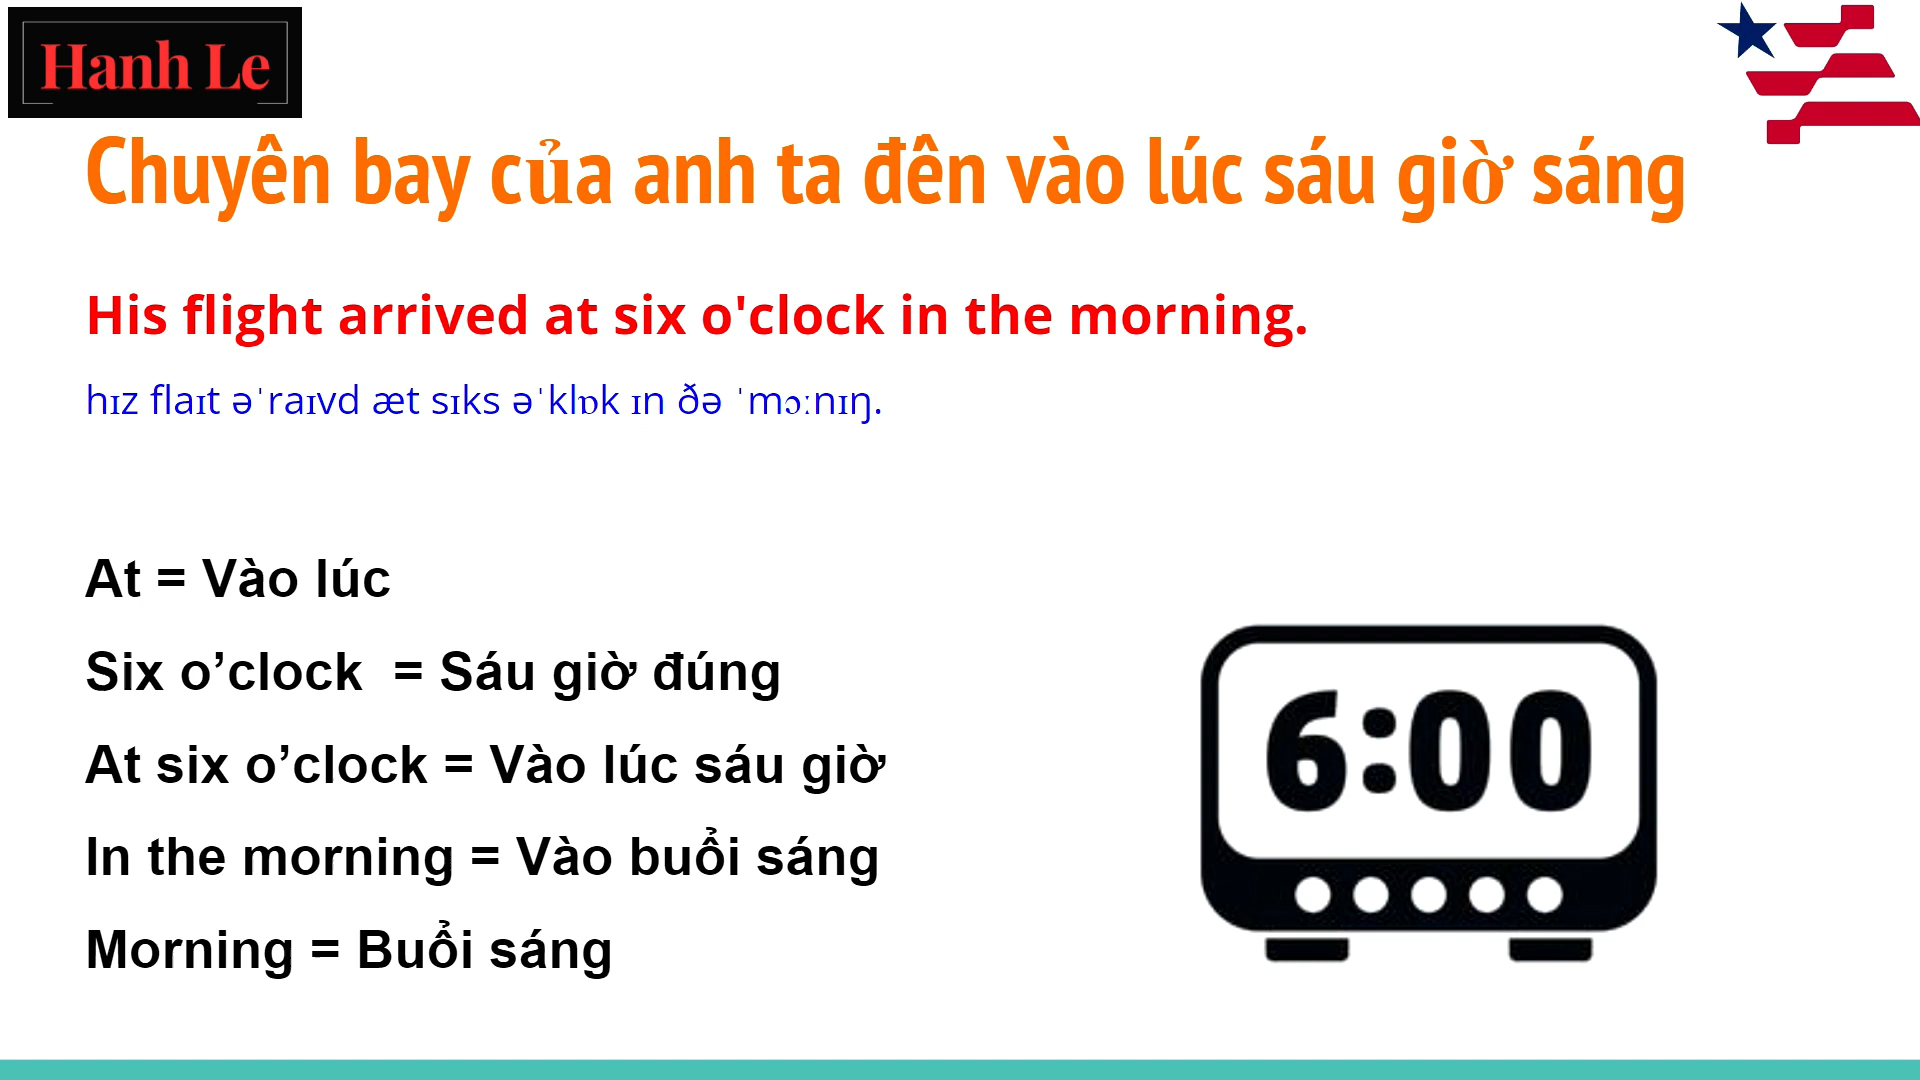 Hanh Le
Chuyên bay của anh ta đên vào lúc sáu giờ sáng
His flight arrived at six o'clock in the morning.
hɪz flaɪt əˈraɪvd æt sɪks əˈklɒk ɪn ðə ˈmɔːnɪŋ.
At = Vào lúc
Six o’clock = Sáu giờ đúng
At six o’clock = Vào lúc sáu giờ
In the morning = Vào buổi sáng
Morning = Buổi sáng
6:00